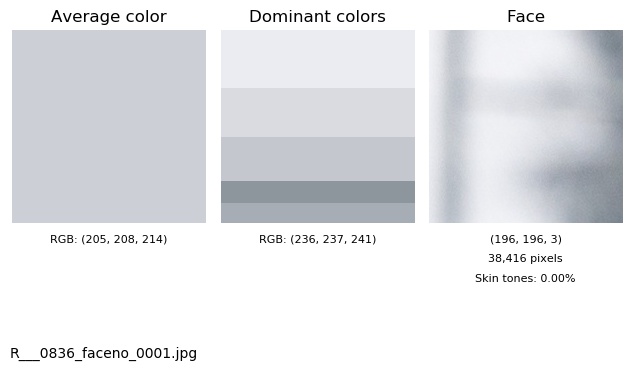 Average color
Dominant colors
Face
RGB: (205, 208, 214)
RGB: (236, 237, 241)
(196, 196, 3)
38,416 pixels
Skin tones: 0.00%
R___0836_faceno_0001.jpg